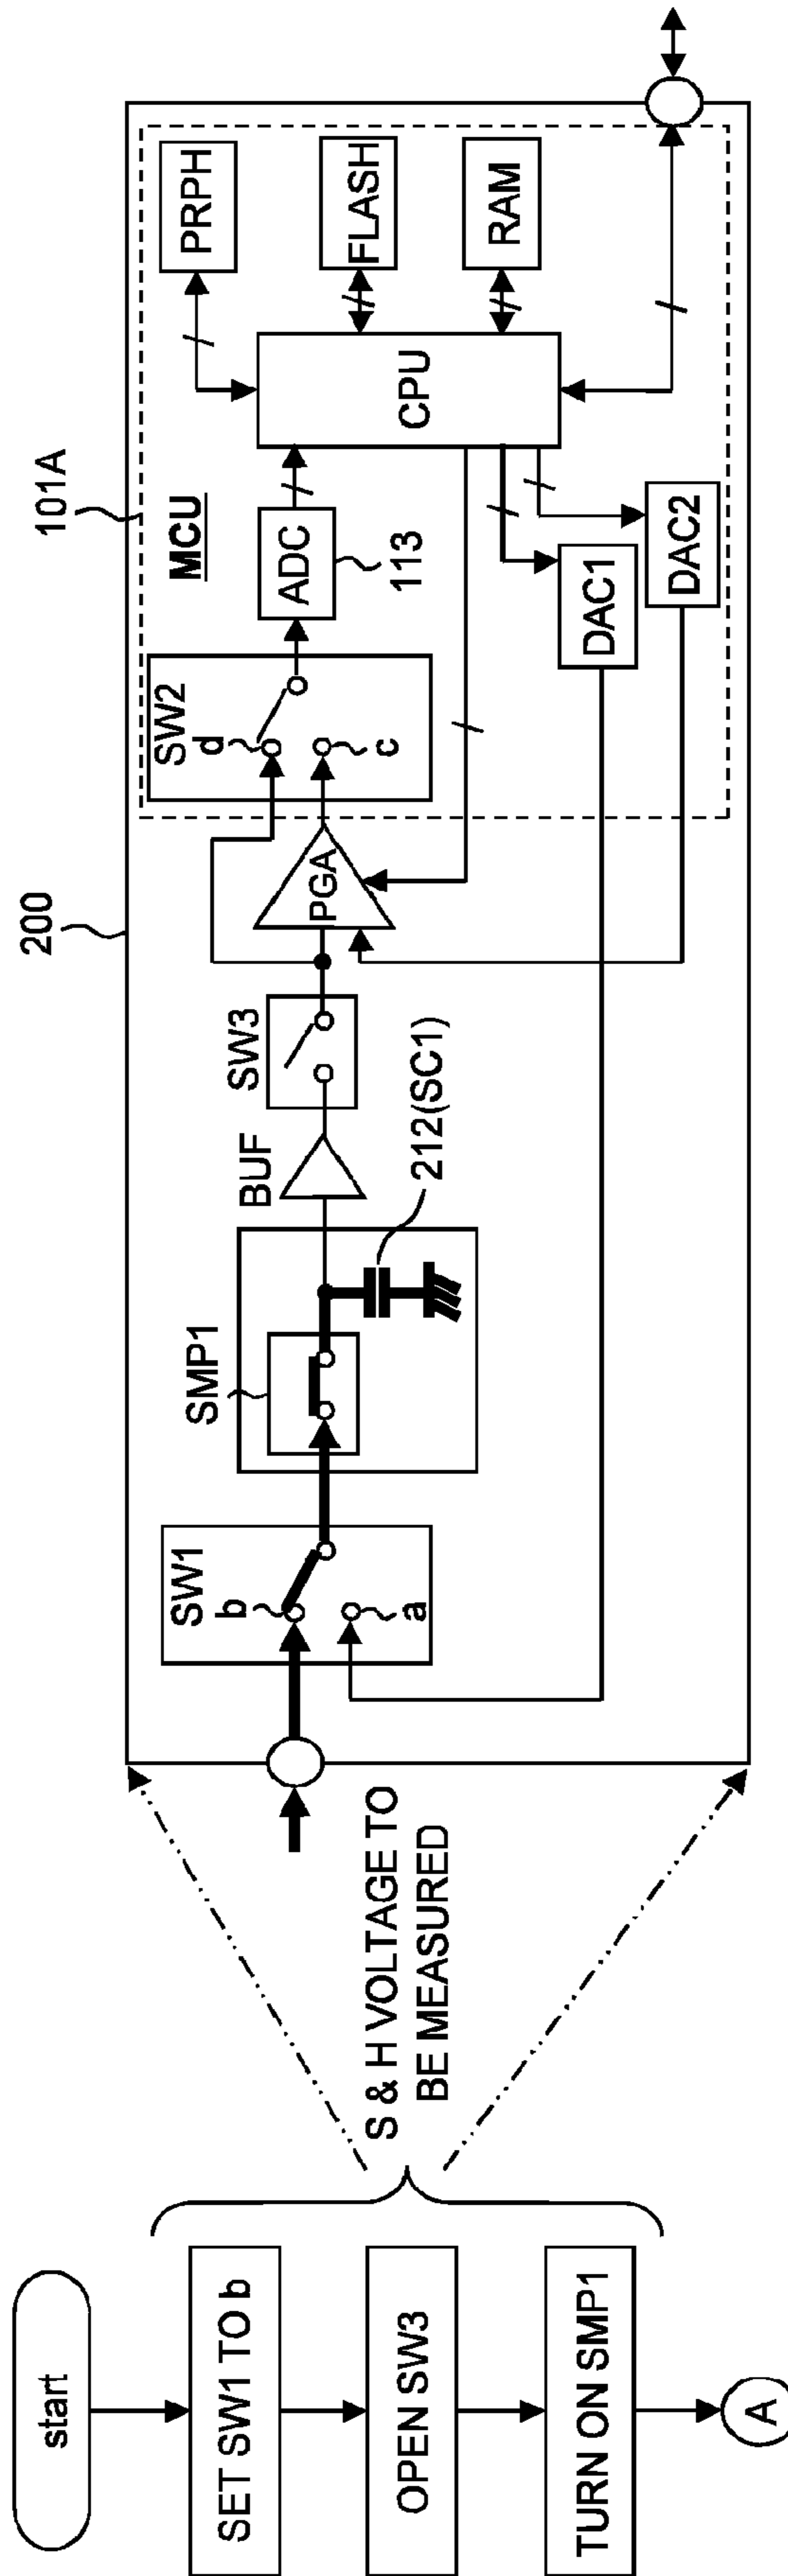 start
SET SW1 TO b
OPEN SW3
TURN ON SMP1
A
S & H VOLTAGE TO
BE MEASURED
200
101A
SW1
b
a
SMP1
212(SC1)
BUF
SW3
PGA
SW2
d
c
MCU
ADC
113
CPU
PRPH
FLASH
RAM
DAC1
DAC2